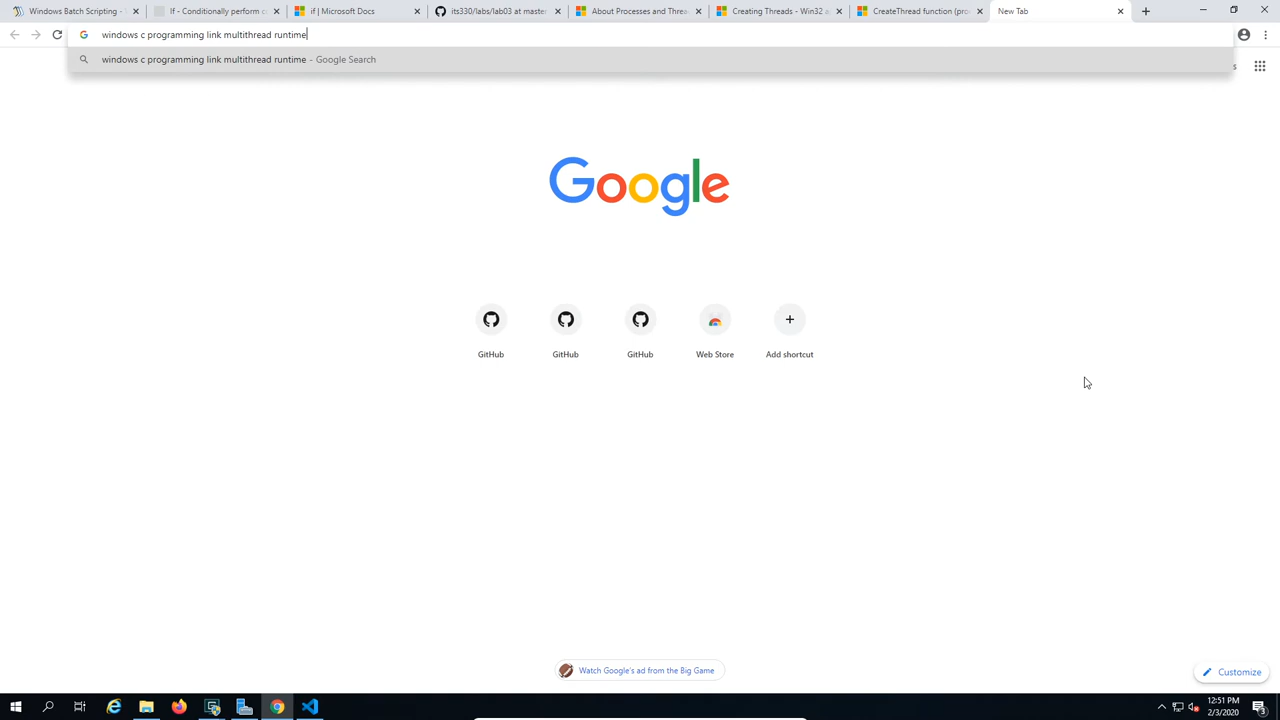 Windows Batch Scripting -
If - Conditionally perform c
if | Microsoft Docs
its330/labs/lab03 at master
About Processes and Threa
Creating Threads - Win32 a
CreateThread function (pro
New Tab
windows c programming link multithread runtime
windows c programming link multithread runtime - Google Search
s
Google
GitHub
GitHub
GitHub
Web Store
Add shortcut
Watch Google's ad from the Big Game
Customize
12:51 PM
2/3/2020
3